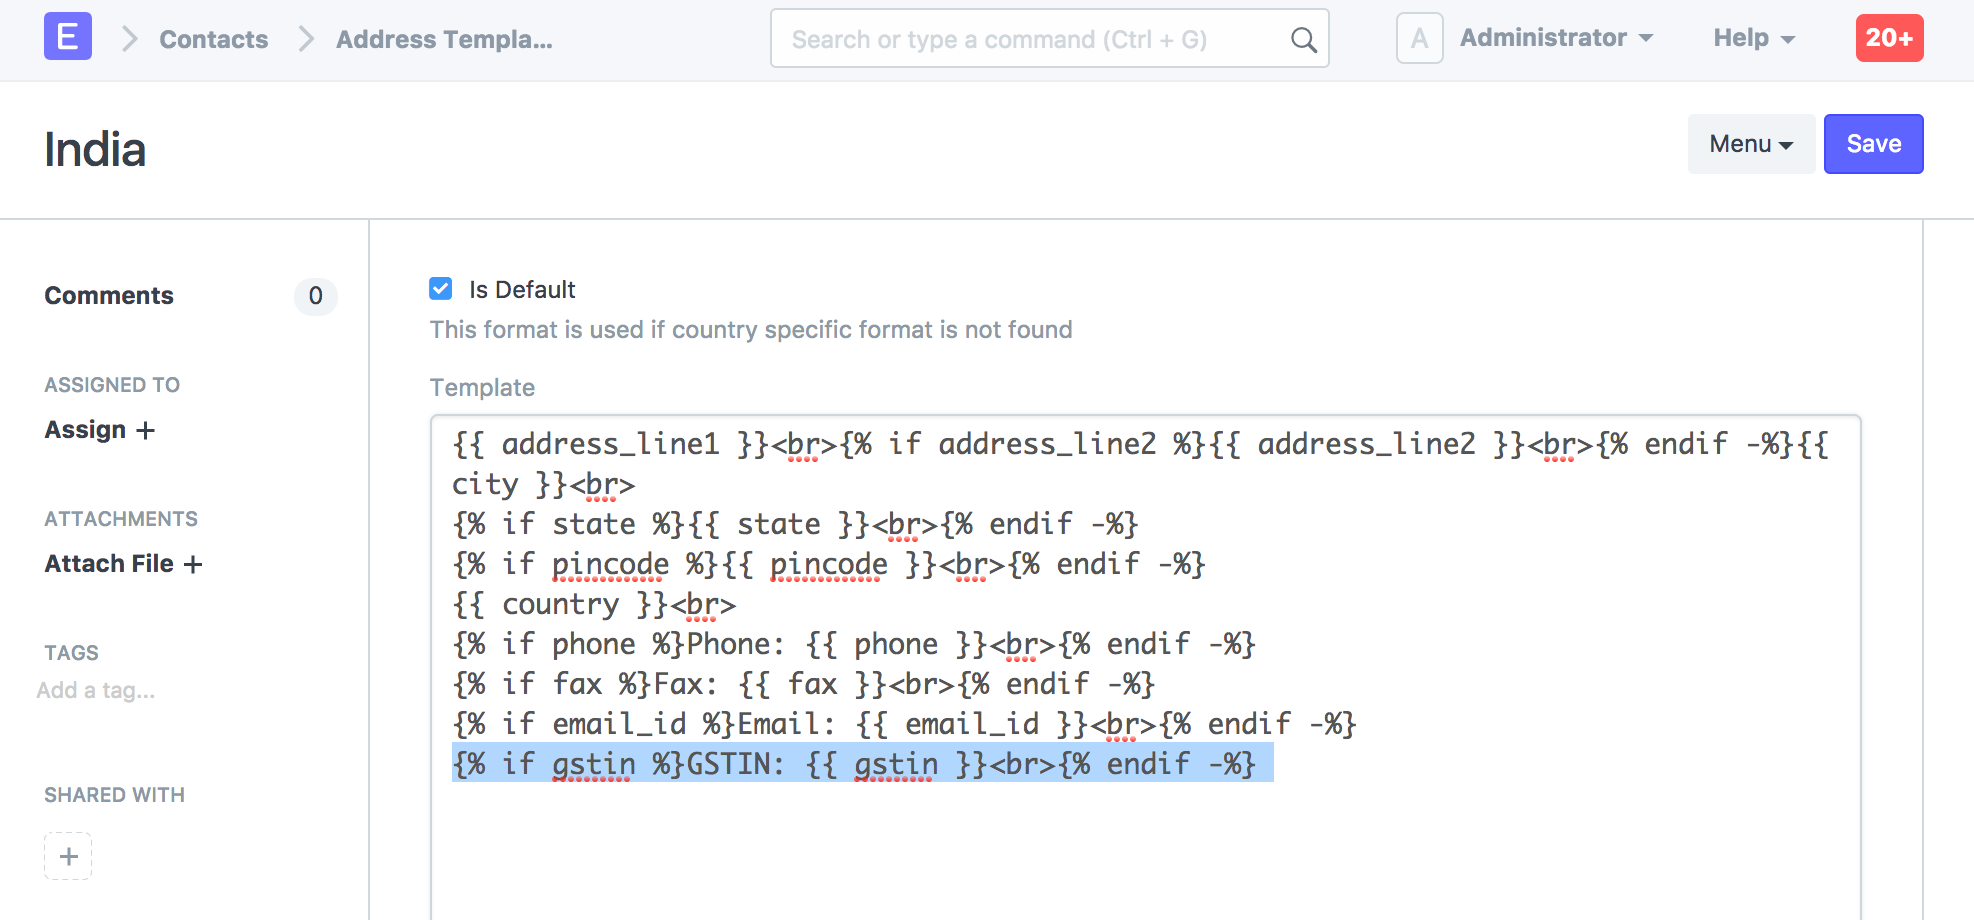 E Contacts Address Templa... Search or type a command (Ctrl + G) A Administrator Help 20+
India
Menu Save
Comments 0
ASSIGNED TO
Assign +
ATTACHMENTS
Attach File +
TAGS
Add a tag...
SHARED WITH
+
Is Default
This format is used if country specific format is not found
Template
{{ address_line1 }}<br>{% if address_line2 %}{{ address_line2 }}<br>{% endif -%}{{
city }}<br>
{% if state %}{{ state }}<br>{% endif -%}
{% if pincode %}{{ pincode }}<br>{% endif -%}
{{ country }}<br>
{% if phone %}Phone: {{ phone }}<br>{% endif -%}
{% if fax %}Fax: {{ fax }}<br>{% endif -%}
{% if email_id %}Email: {{ email_id }}<br>{% endif -%}
{% if gstin %}GSTIN: {{ gstin }}<br>{% endif -%}